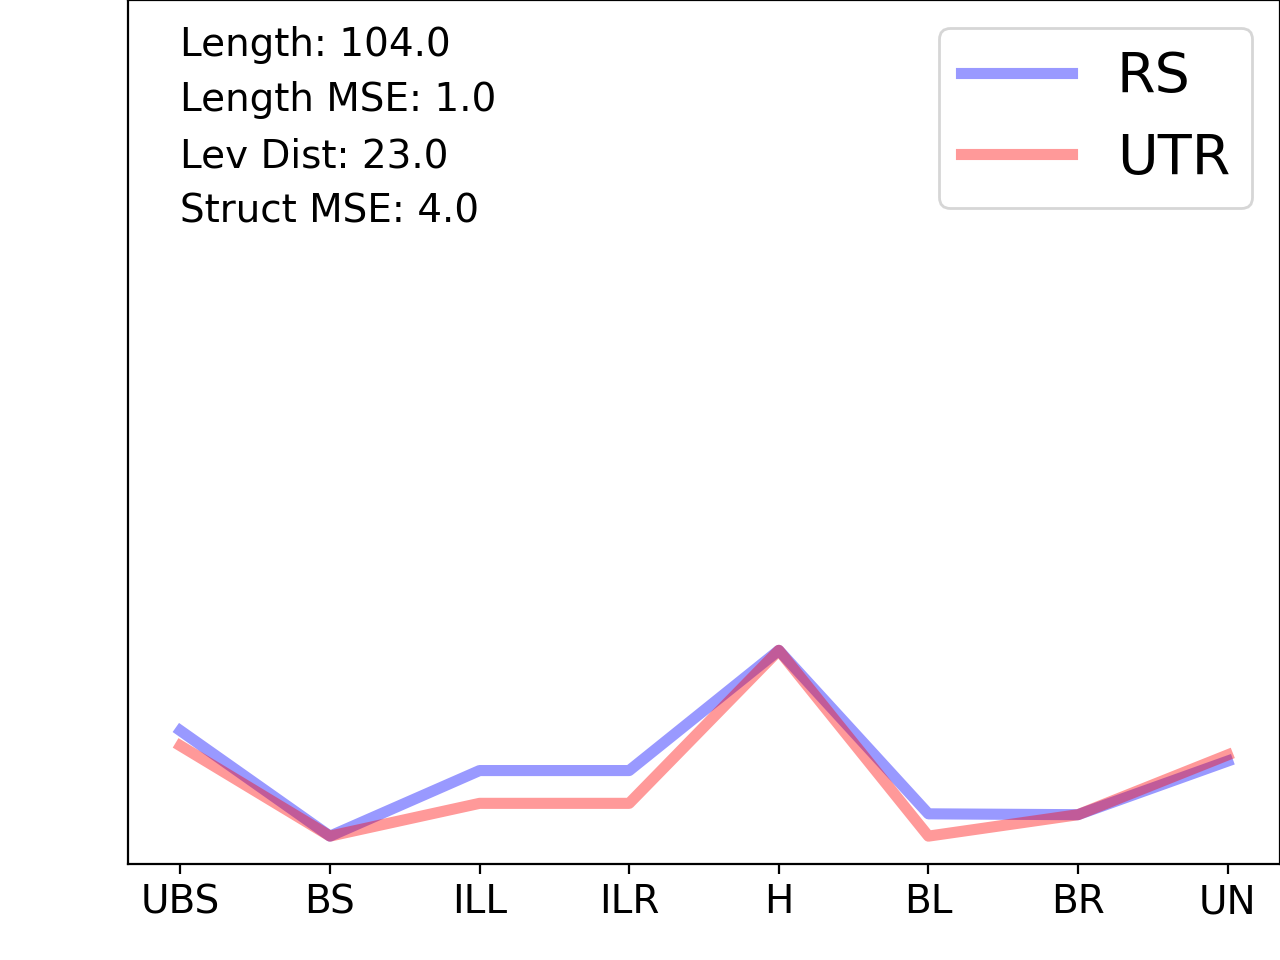 Length: 104.0
Length MSE: 1.0
Lev Dist: 23.0
Struct MSE: 4.0
RS
UTR
UBS BS ILL ILR H BL BR UN